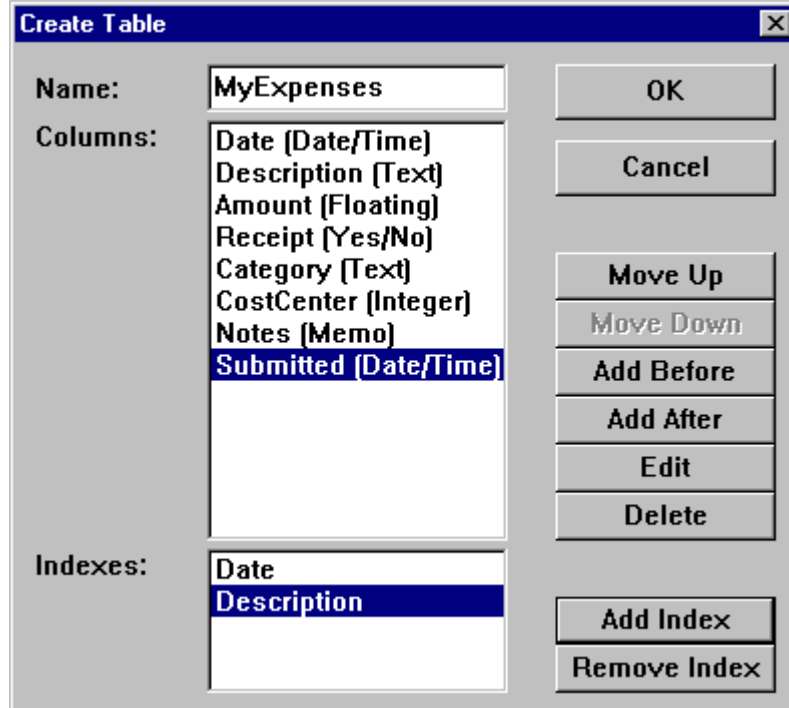 Create Table
Name:
MyExpenses
OK
Columns:
Date (Date/Time)
Description (Text)
Amount (Floating)
Receipt (Yes/No)
Category (Text)
CostCenter (Integer)
Notes (Memo)
Submitted (Date/Time)
Cancel
Move Up
Move Down
Add Before
Add After
Edit
Delete
Indexes:
Date
Description
Add Index
Remove Index